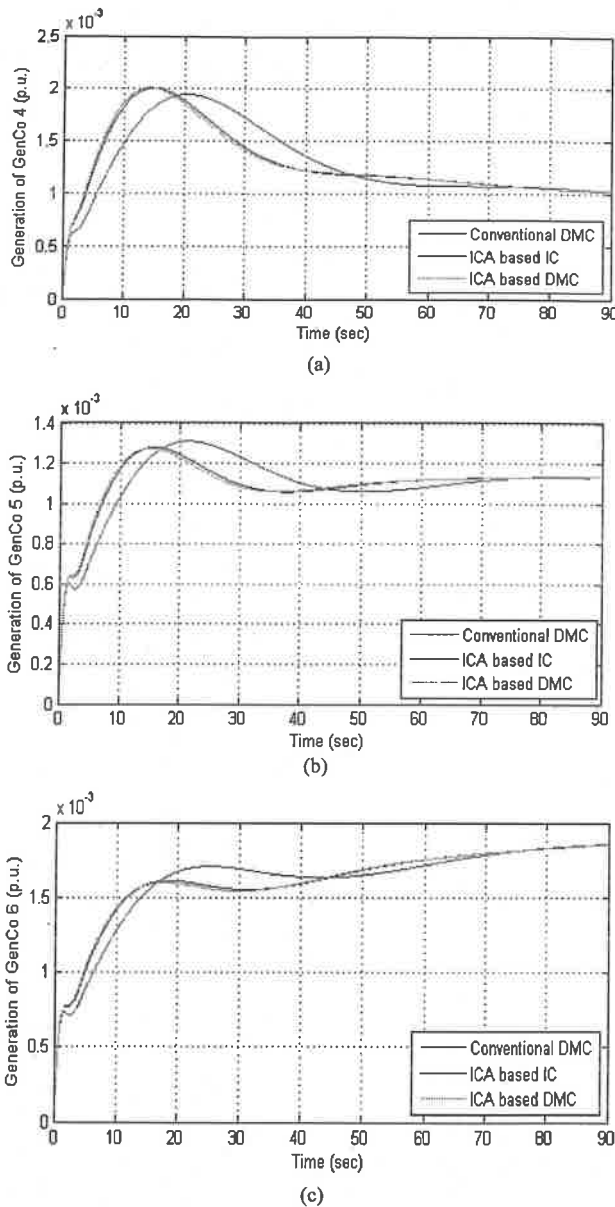 x 10⁻³
2.5
2
1.5
1
0.5
0
Generation of GenCo 4 (p.u.)
Conventional DMC
ICA based IC
ICA based DMC
0 10 20 30 40 50 60 70 80 90
Time (sec)
(a)
x 10⁻³
1.4
1.2
1
0.8
0.6
0.4
0.2
0
Generation of GenCo 5 (p.u.)
Conventional DMC
ICA based IC
ICA based DMC
0 10 20 30 40 50 60 70 80 90
Time (sec)
(b)
x 10⁻³
2
1.5
1
0.5
0
Generation of GenCo 6 (p.u.)
Conventional DMC
ICA based IC
ICA based DMC
0 10 20 30 40 50 60 70 80 90
Time (sec)
(c)